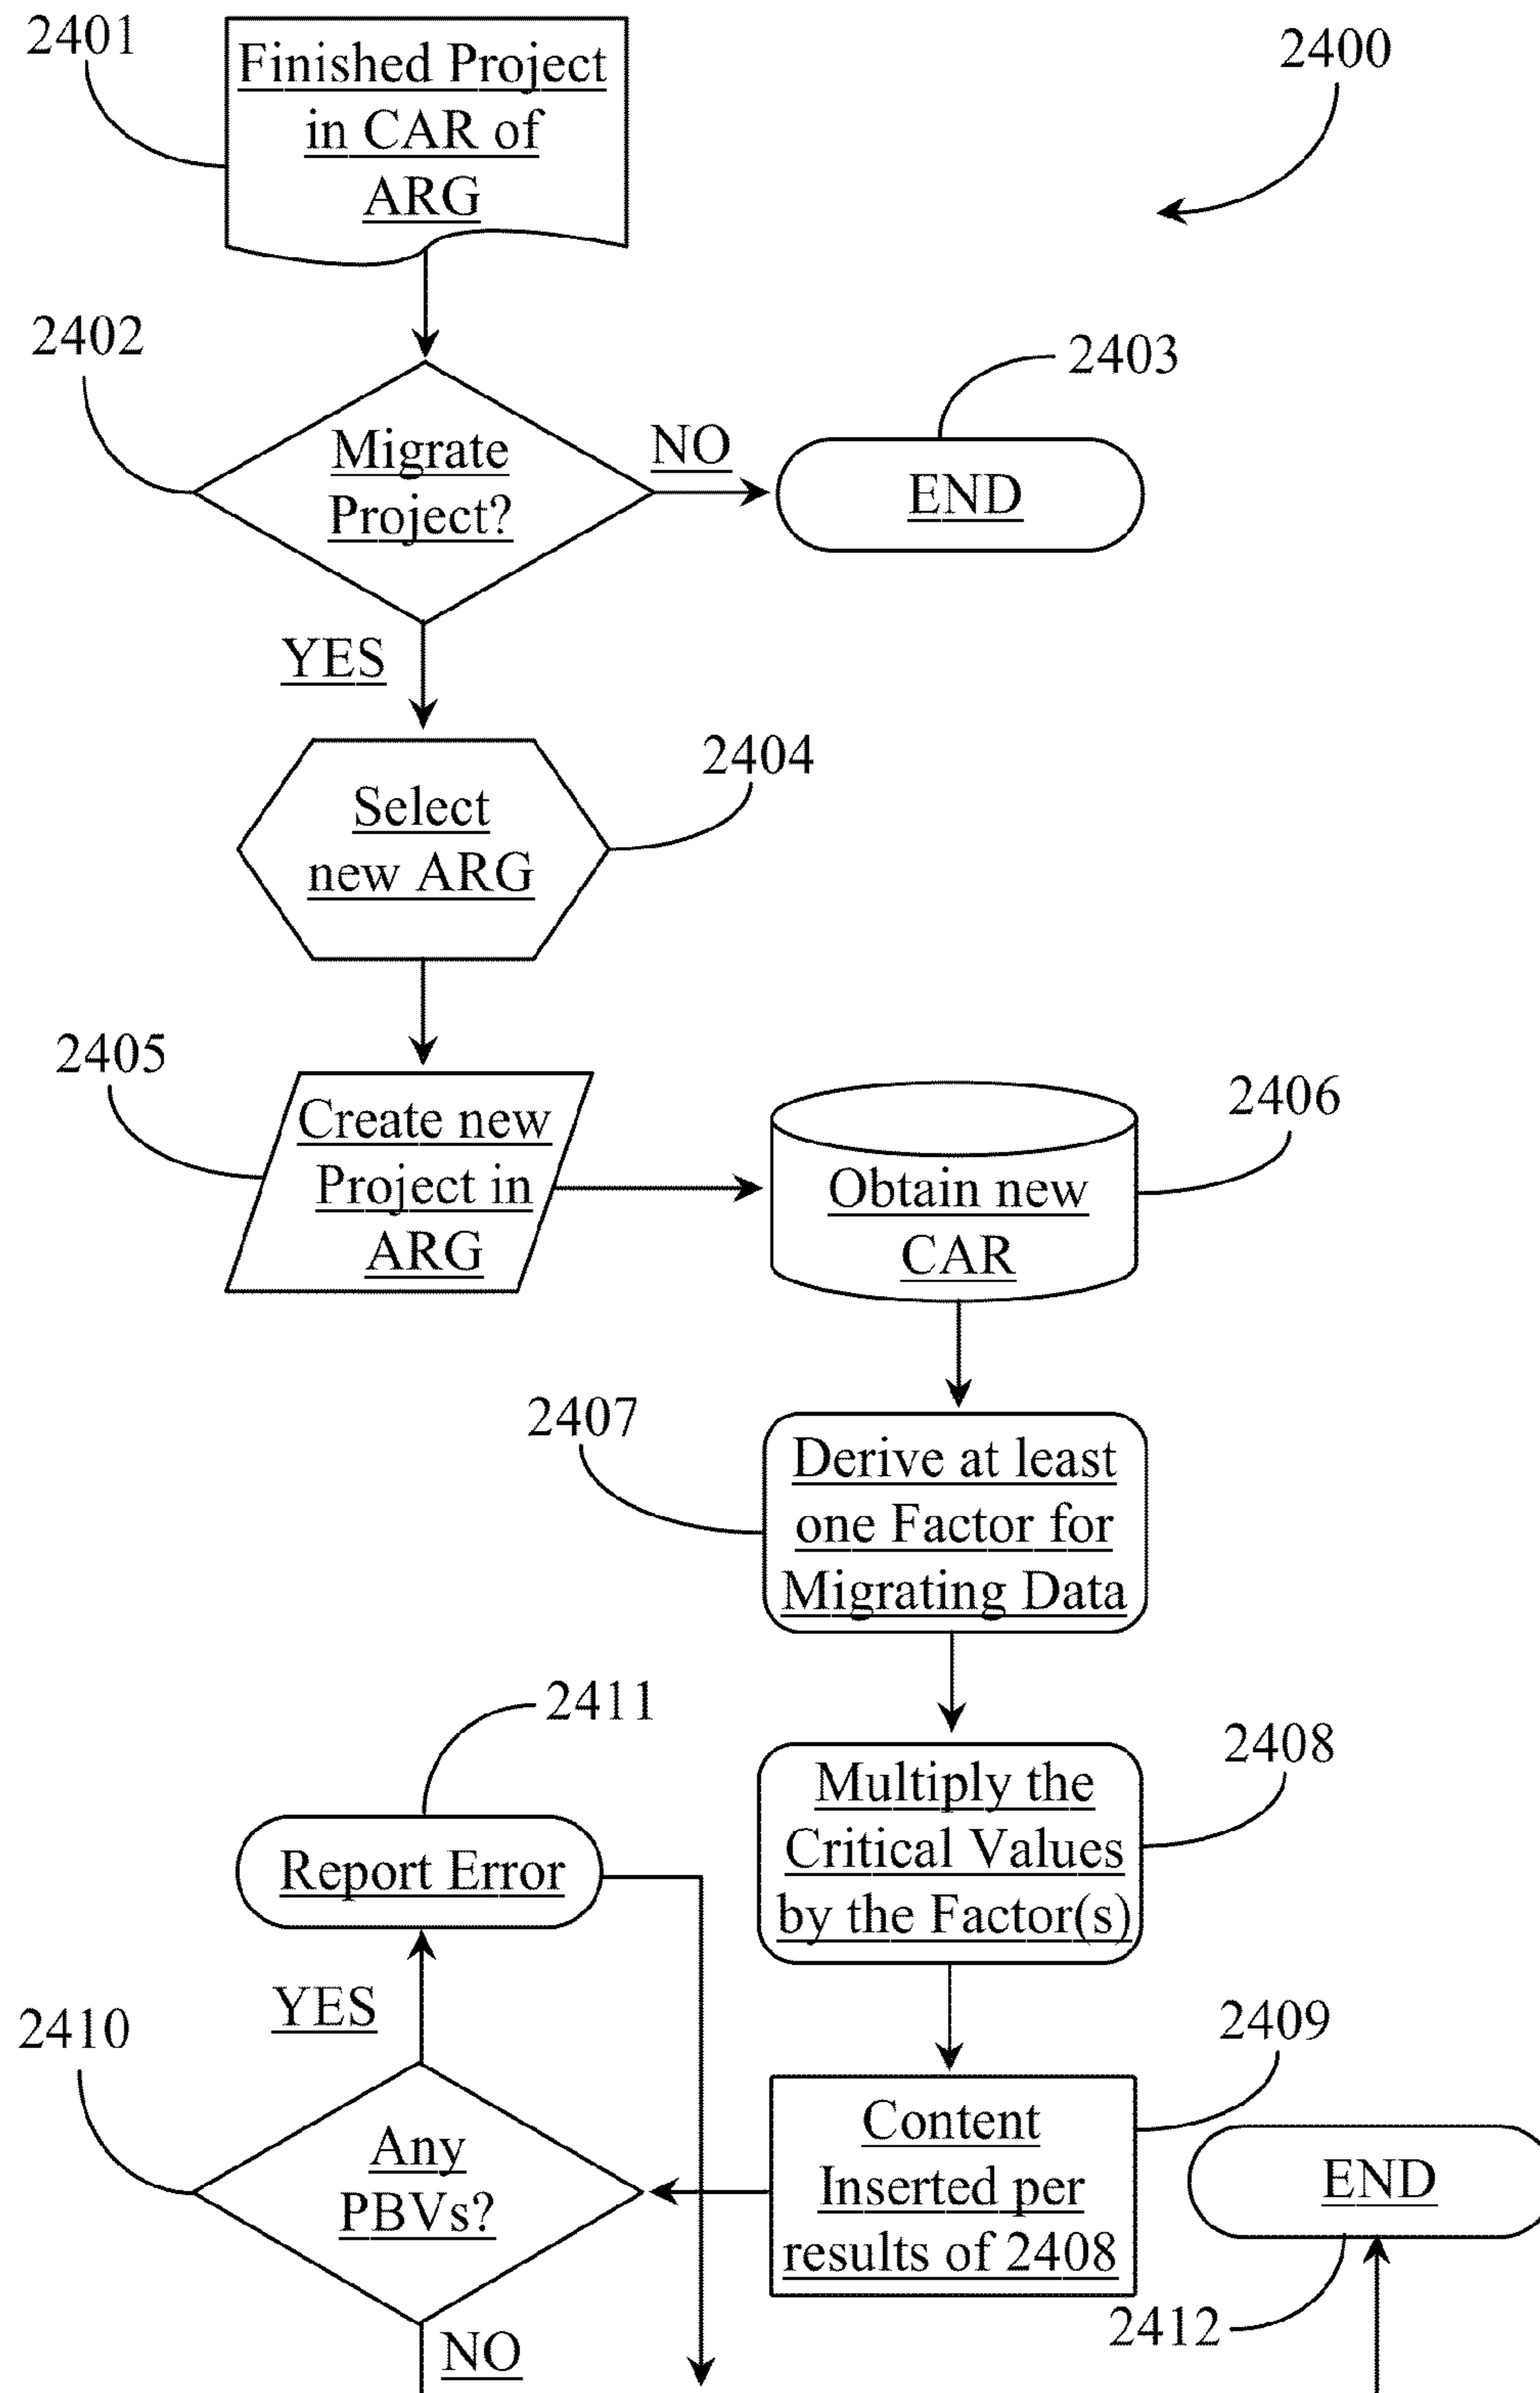 2401
Finished Project
in CAR of
ARG
2400
2402
Migrate
Project?
NO
2403
END
YES
2404
Select
new ARG
2405
Create new
Project in
ARG
2406
Obtain new
CAR
2407
Derive at least
one Factor for
Migrating Data
2408
Multiply the
Critical Values
by the Factor(s)
2411
Report Error
YES
2410
Any
PBVs?
NO
2409
Content
Inserted per
results of 2408
END
2412